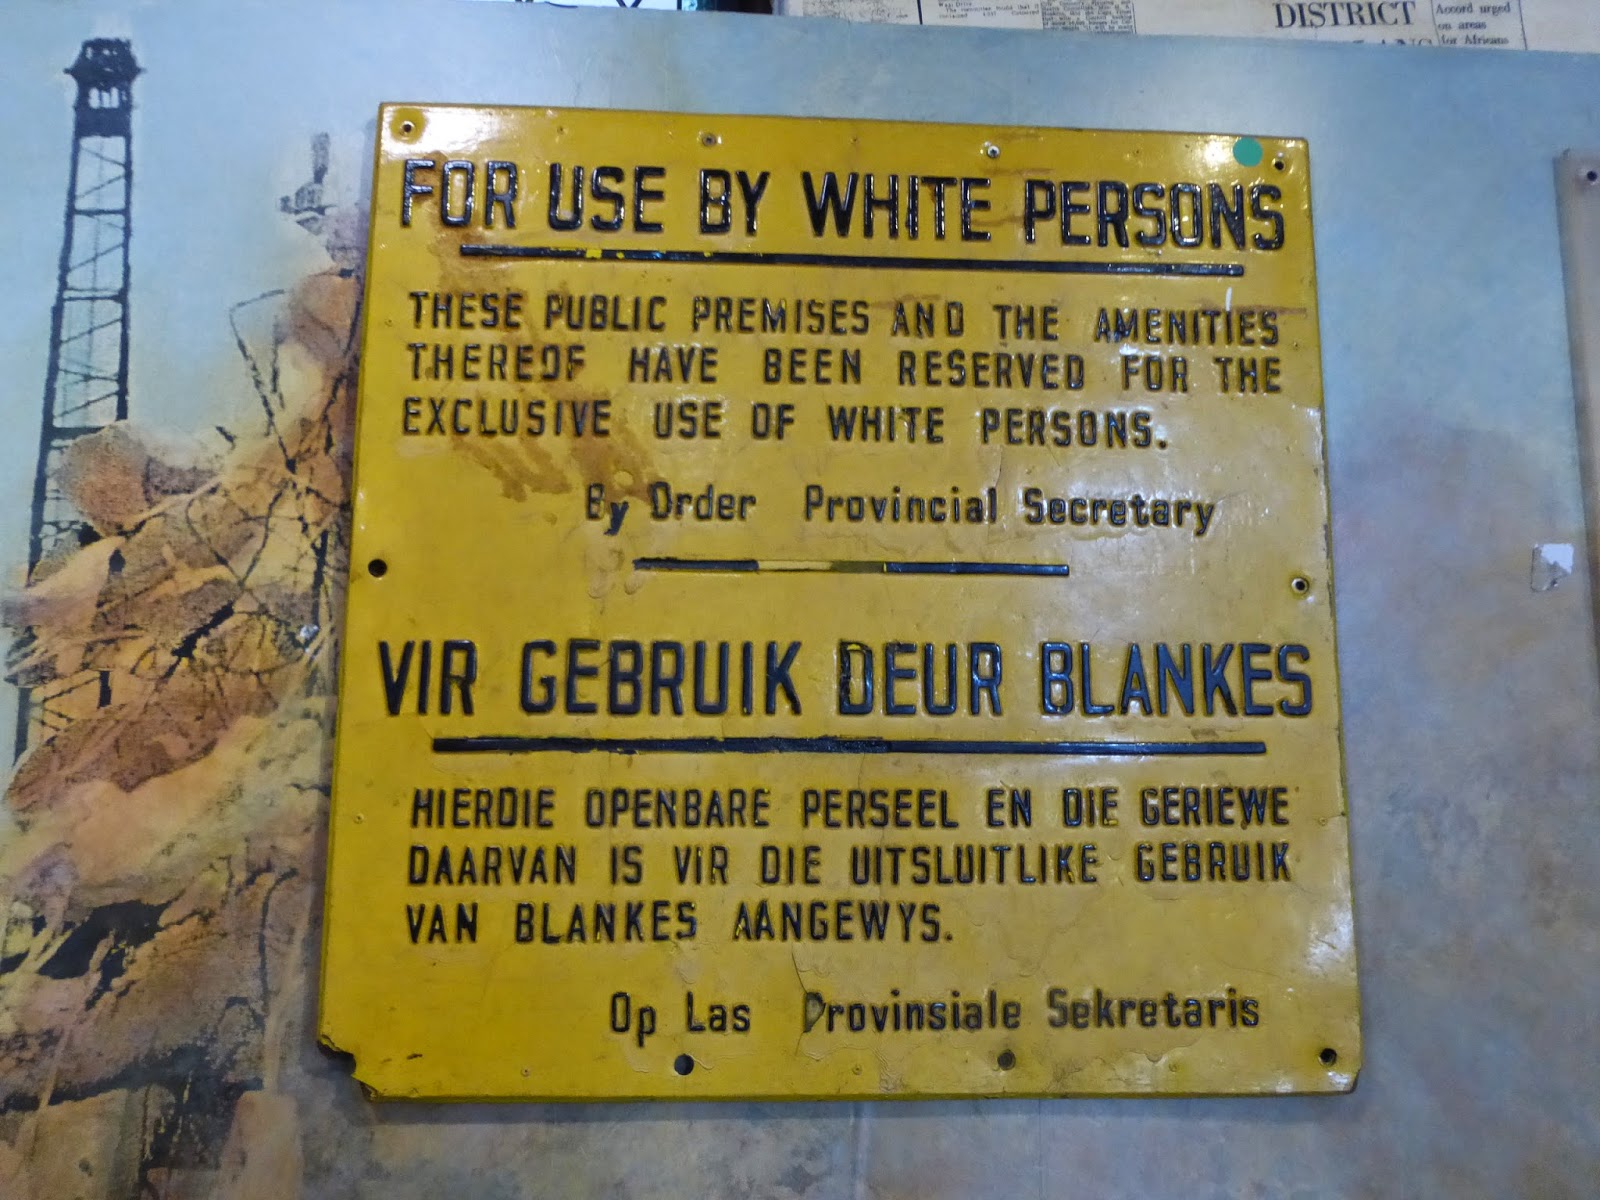 DISTRICT
Accord urged
on areas
for Africans
FOR USE BY WHITE PERSONS
THESE PUBLIC PREMISES AND THE AMENITIES
THEREOF HAVE BEEN RESERVED FOR THE
EXCLUSIVE USE OF WHITE PERSONS.
By Order Provincial Secretary
VIR GEBRUIK DEUR BLANKES
HIERDIE OPENBARE PERSEEL EN DIE GERIEWE
DAARVAN IS VIR DIE UITSLUITLIKE GEBRUIK
VAN BLANKES AANGEWYS.
Op Las Provinsiale Sekretaris